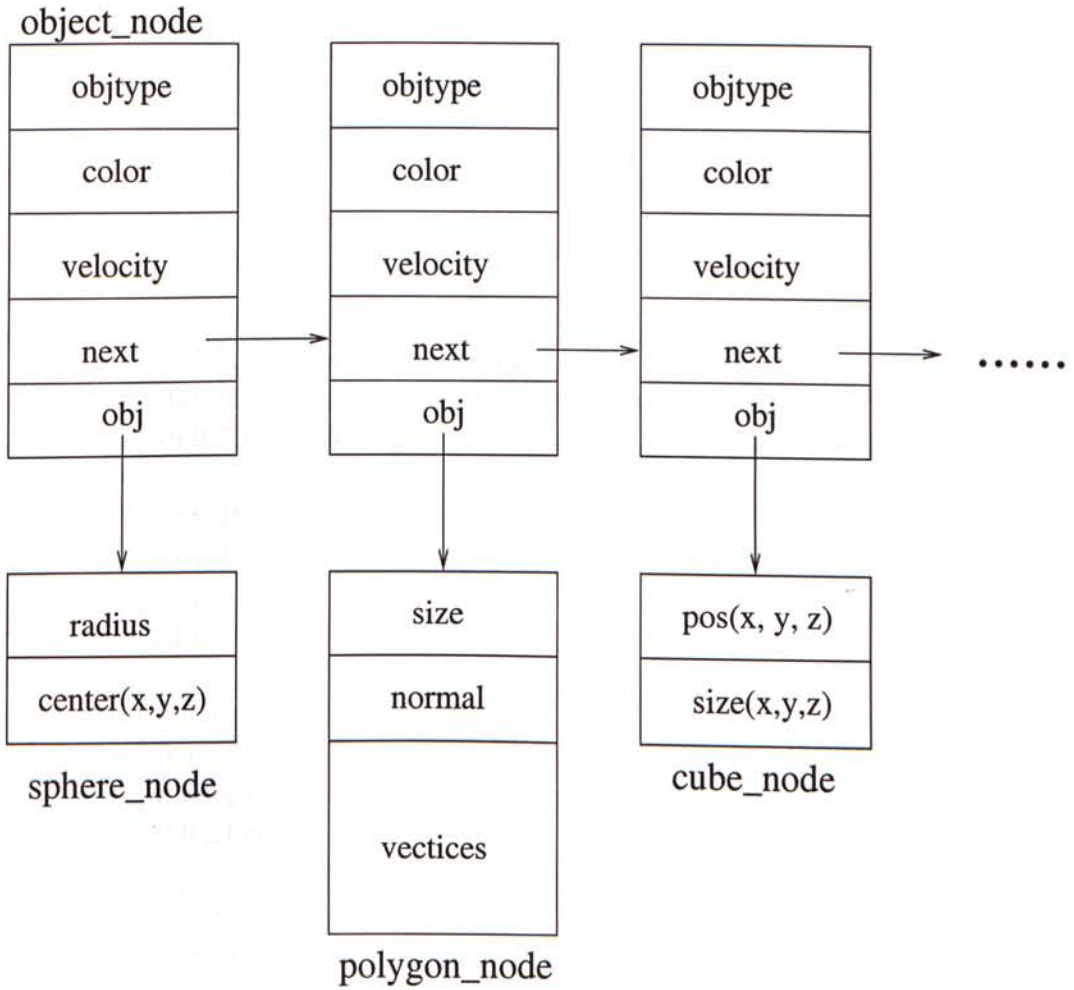 object_node
objtype
color
velocity
next
obj
objtype
color
velocity
next
obj
objtype
color
velocity
next
obj
......
radius
center(x,y,z)
sphere_node
size
normal
vectices
polygon_node
pos(x, y, z)
size(x,y,z)
cube_node